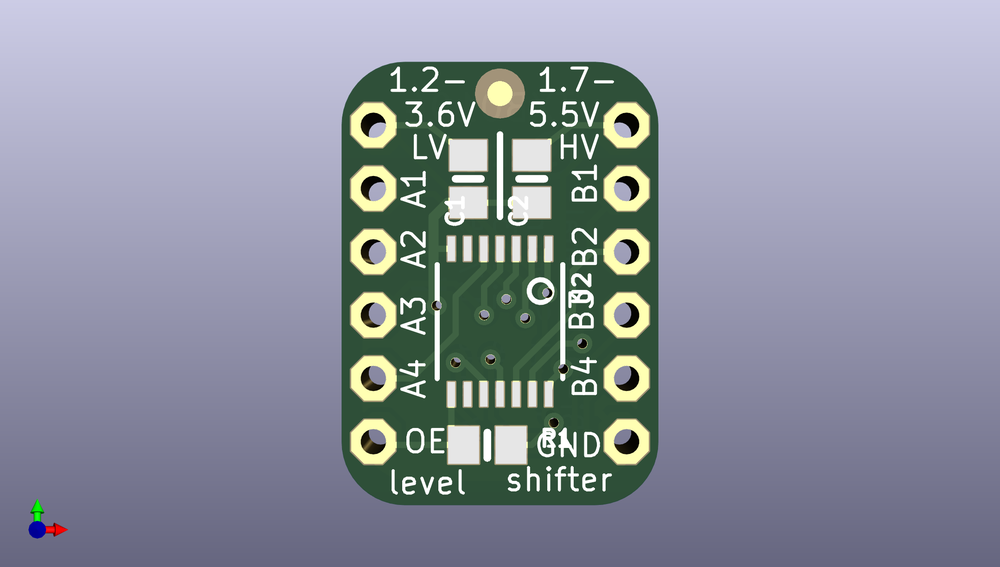 1.2- 1.7-
3.6V 5.5V
LV HV
A1 B1
C1 C2
A2 B2
A3 B3
A4 B4
OE R1 GND
level shifter